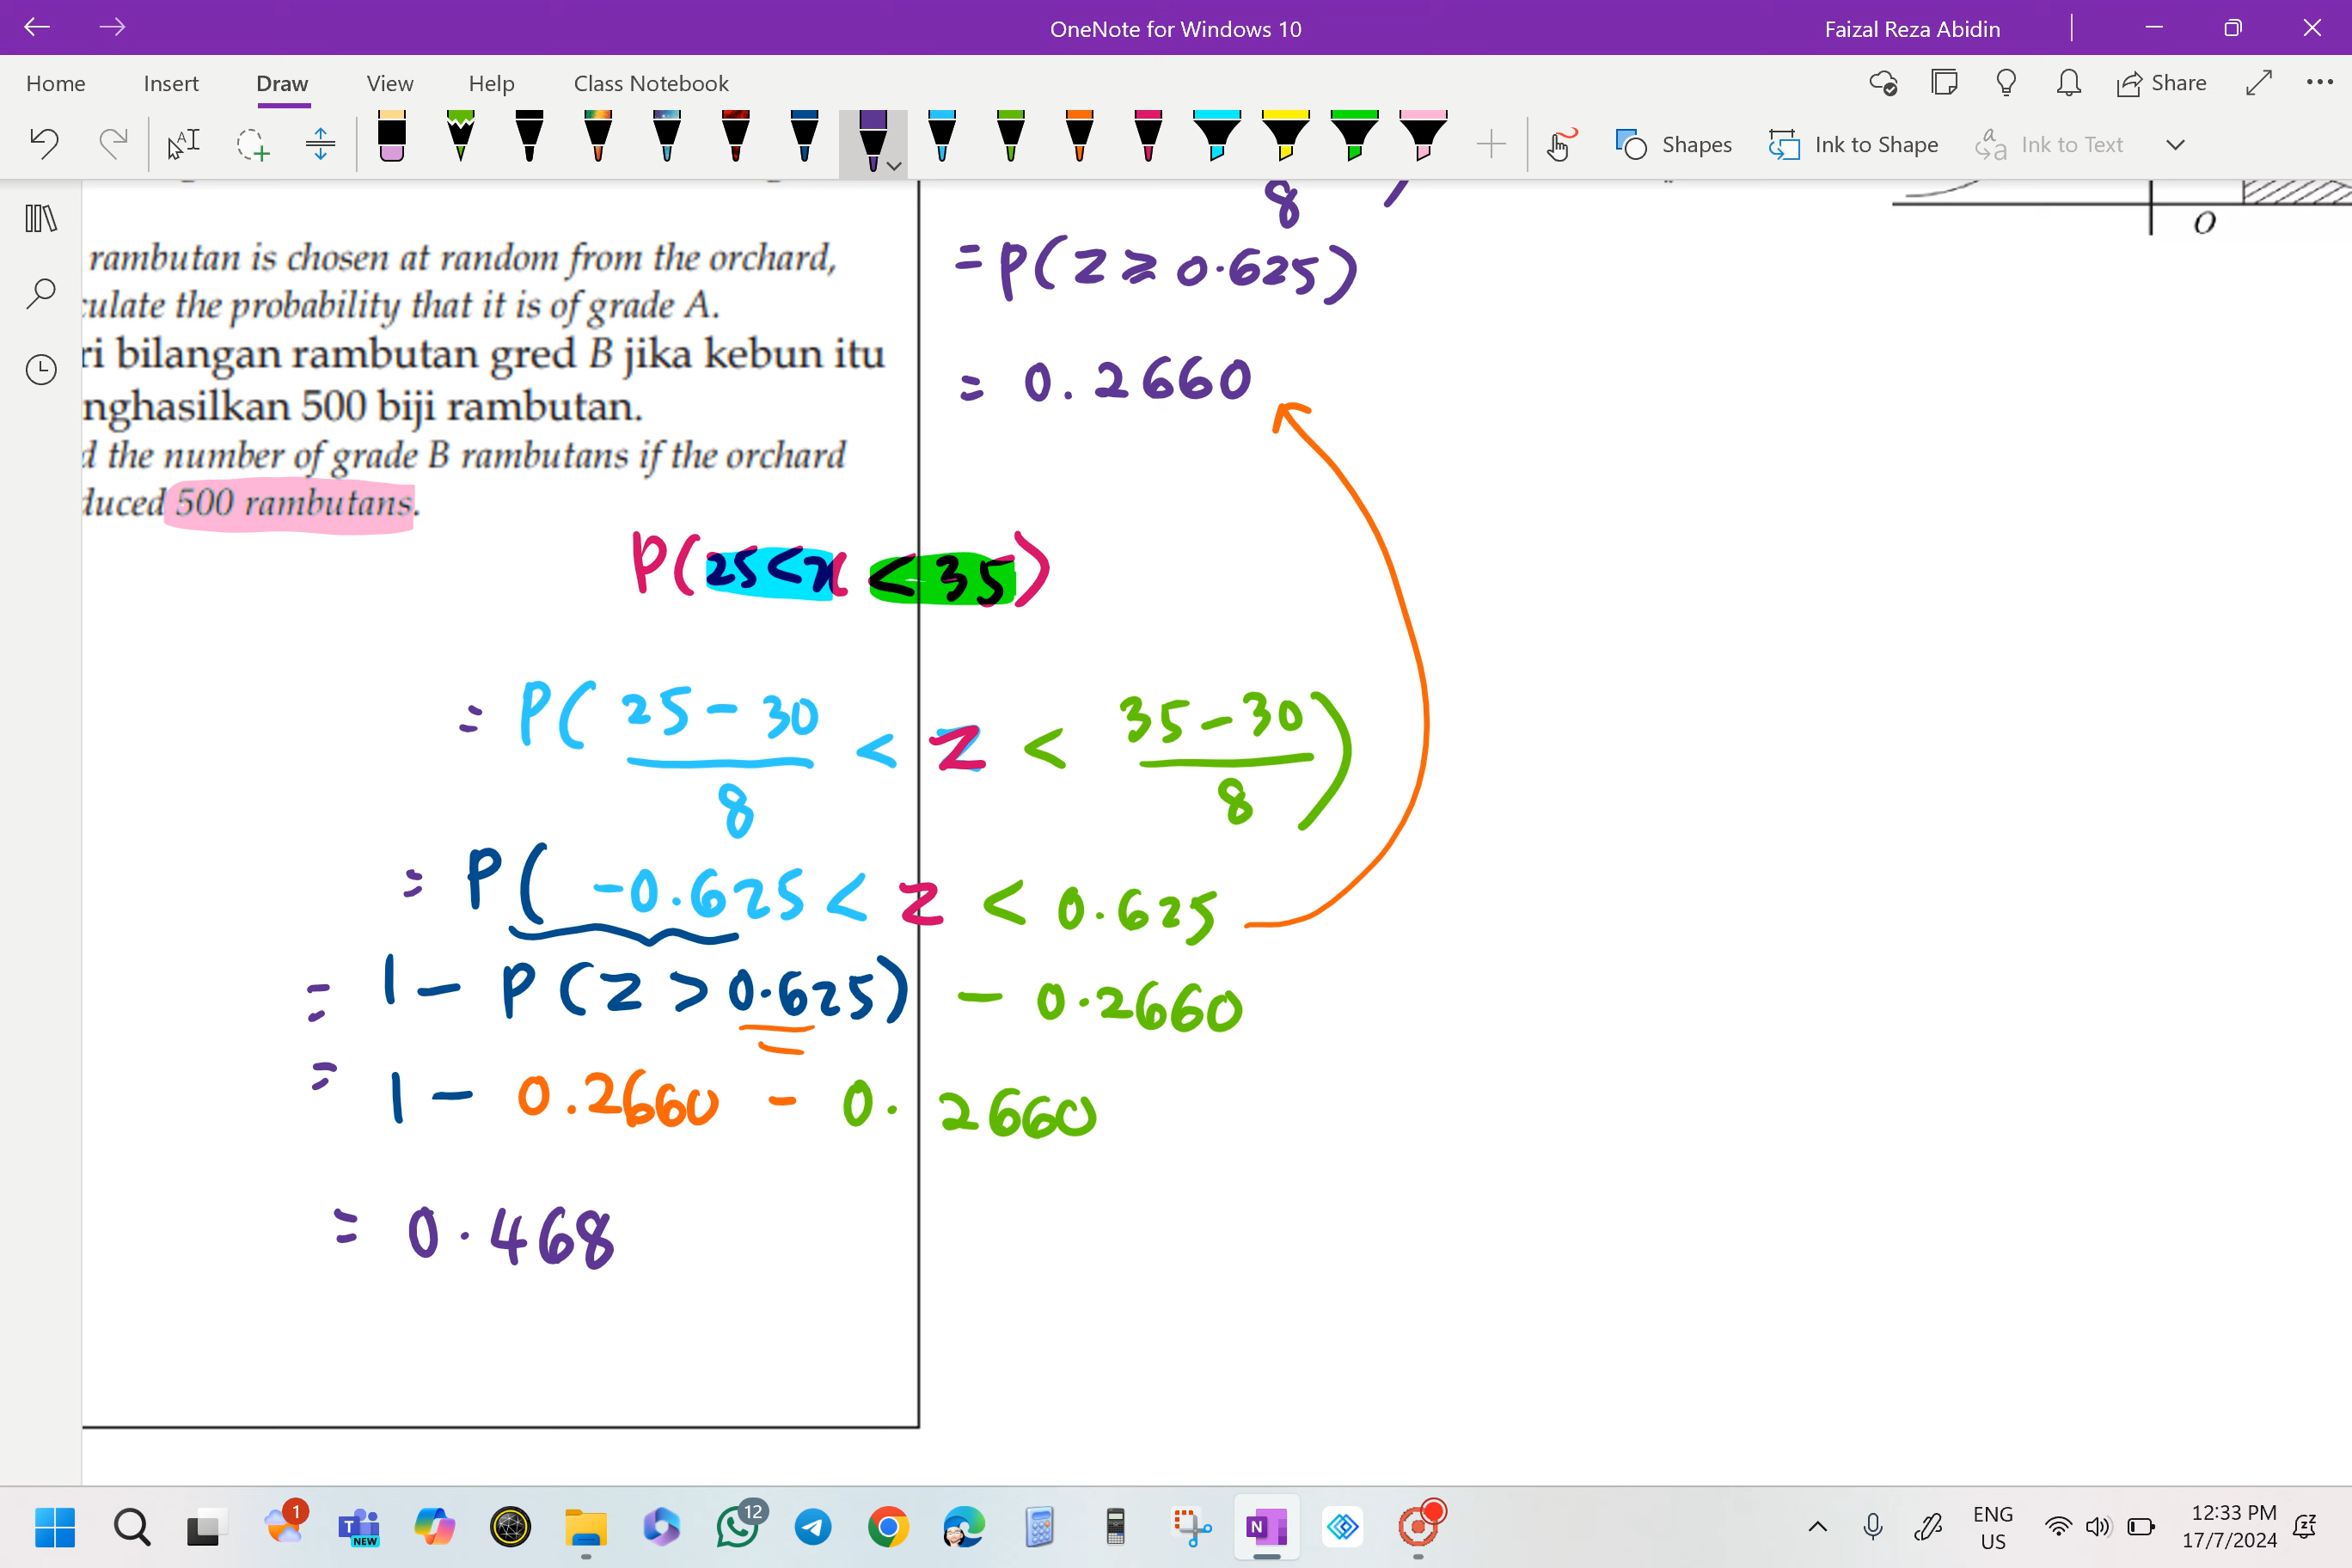 OneNote for Windows 10
Faizal Reza Abidin
Home Insert Draw View Help Class Notebook
Share
Shapes Ink to Shape Ink to Text
rambutan is chosen at random from the orchard,
culate the probability that it is of grade A.
ri bilangan rambutan gred B jika kebun itu
nghasilkan 500 biji rambutan.
d the number of grade B rambutans if the orchard
duced 500 rambutans.
8 )
= P(Z ≥ 0.625)
= 0.2660
O
P(25<x<35)
= P( 25-30 / 8 < Z < 35-30 / 8 )
= P( -0.625 < Z < 0.625
= 1 - P(Z > 0.625) - 0.2660
= 1 - 0.2660 - 0.2660
= 0.468
1
NEW
12
ENG
US
12:33 PM
17/7/2024